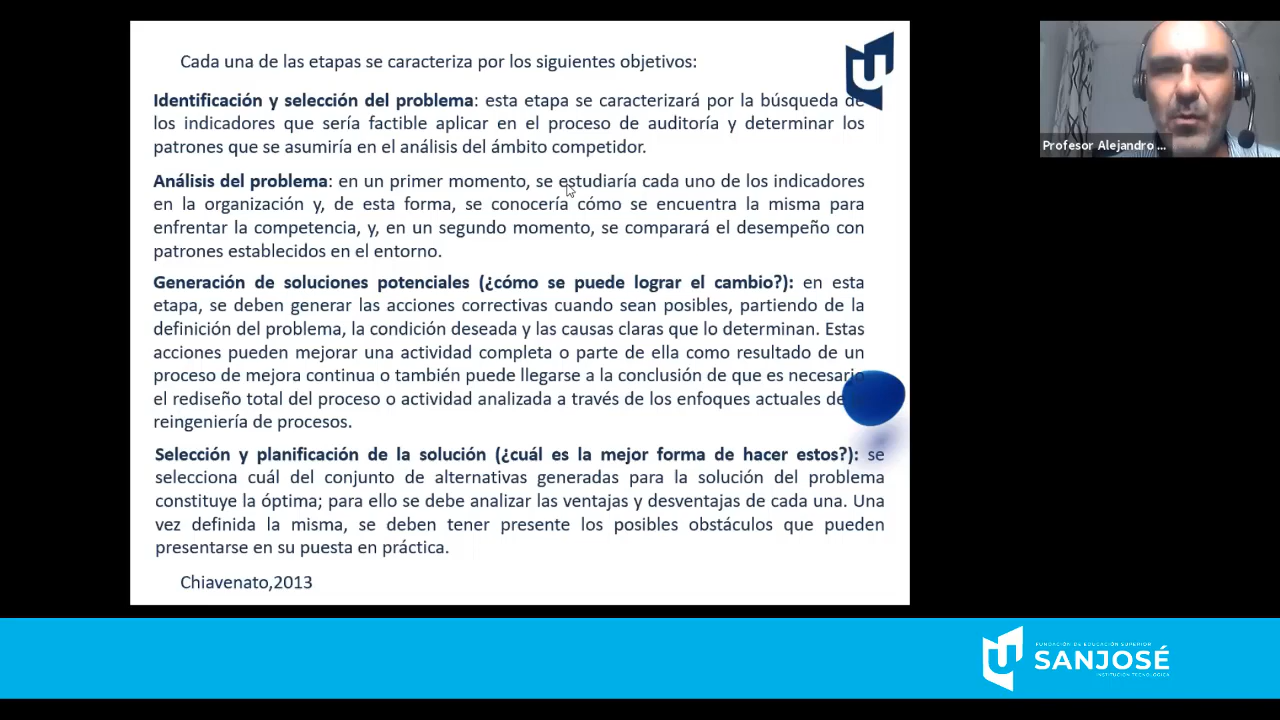 Cada una de las etapas se caracteriza por los siguientes objetivos:
Identificación y selección del problema: esta etapa se caracterizará por la búsqueda de
los indicadores que sería factible aplicar en el proceso de auditoría y determinar los
patrones que se asumiría en el análisis del ámbito competidor.
Análisis del problema: en un primer momento, se estudiaría cada uno de los indicadores
en la organización y, de esta forma, se conocería cómo se encuentra la misma para
enfrentar la competencia, y, en un segundo momento, se comparará el desempeño con
patrones establecidos en el entorno.
Generación de soluciones potenciales (¿cómo se puede lograr el cambio?): en esta
etapa, se deben generar las acciones correctivas cuando sean posibles, partiendo de la
definición del problema, la condición deseada y las causas claras que lo determinan. Estas
acciones pueden mejorar una actividad completa o parte de ella como resultado de un
proceso de mejora continua o también puede llegarse a la conclusión de que es necesario
el rediseño total del proceso o actividad analizada a través de los enfoques actuales de
reingeniería de procesos.
Selección y planificación de la solución (¿cuál es la mejor forma de hacer estos?): se
selecciona cuál del conjunto de alternativas generadas para la solución del problema
constituye la óptima; para ello se debe analizar las ventajas y desventajas de cada una. Una
vez definida la misma, se deben tener presente los posibles obstáculos que pueden
presentarse en su puesta en práctica.
Chiavenato,2013
Profesor Alejandro ...
FUNDACIÓN DE EDUCACIÓN SUPERIOR
SANJOSÉ
INSTITUCIÓN TECNOLÓGICA